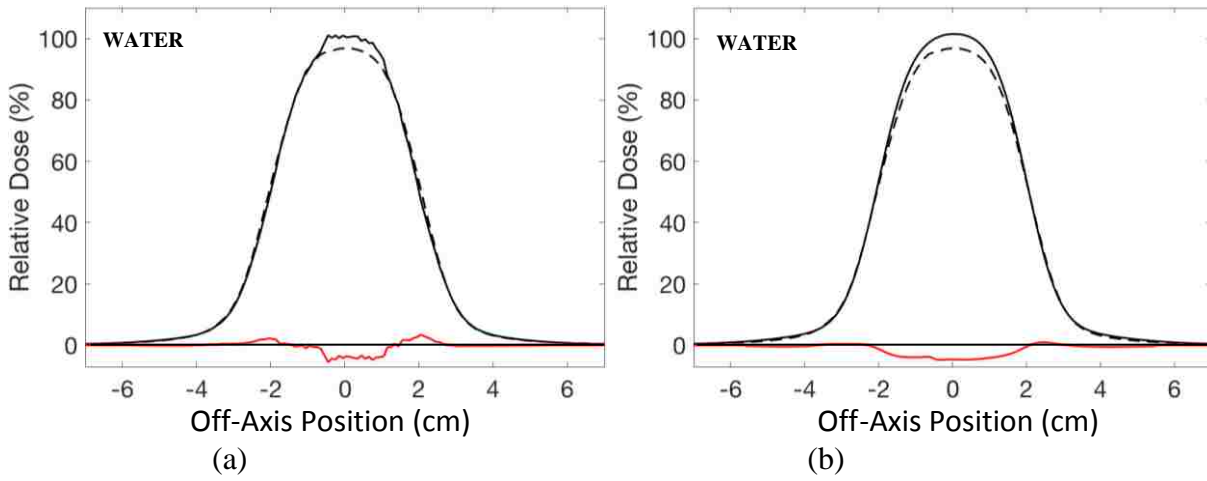 WATER
Relative Dose (%)
100
80
60
40
20
0
-6 -4 -2 0 2 4 6
Off-Axis Position (cm)
(a)
WATER
Relative Dose (%)
100
80
60
40
20
0
-6 -4 -2 0 2 4 6
Off-Axis Position (cm)
(b)